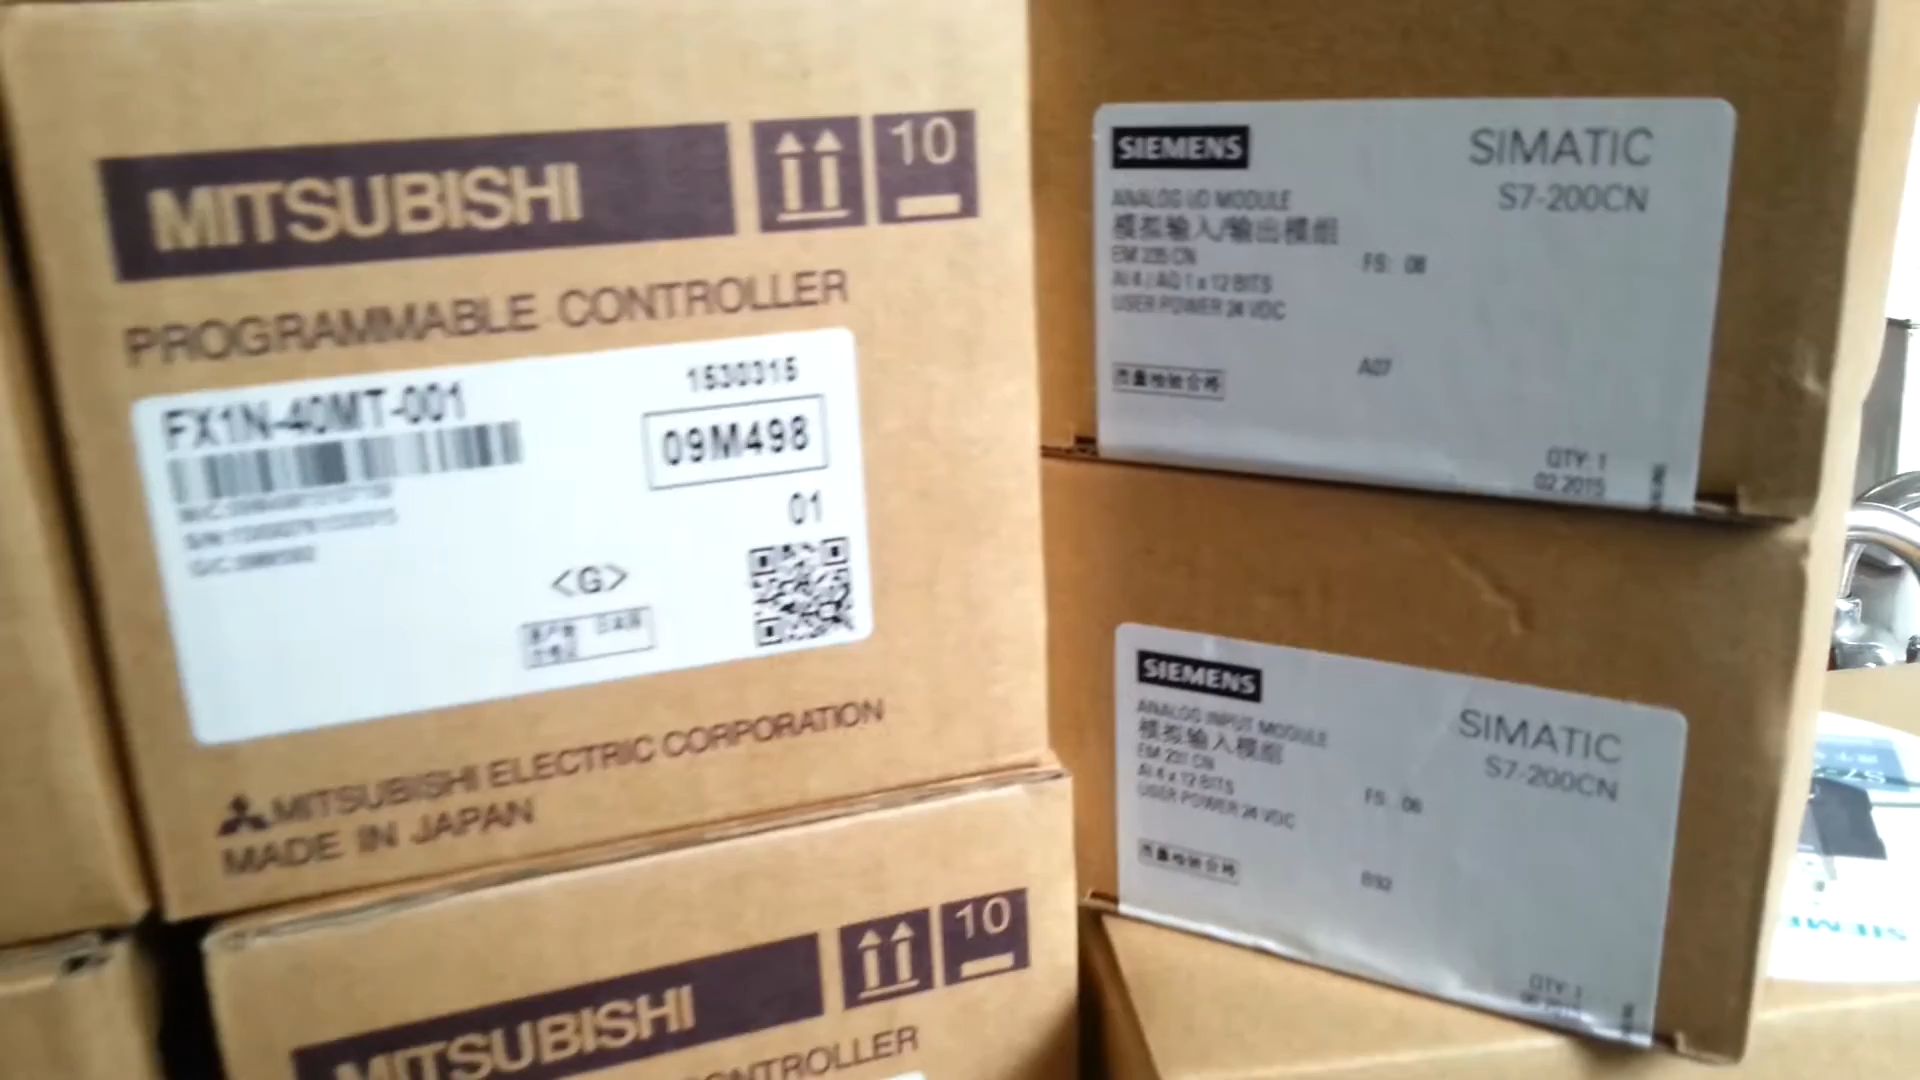 MITSUBISHI
10
PROGRAMMABLE CONTROLLER
FX1N-40MT-001
1530315
09M498
01
<G>
MITSUBISHI ELECTRIC CORPORATION
MADE IN JAPAN
MITSUBISHI
10
CONTROLLER
SIEMENS
SIMATIC
S7-200CN
ANALOG I/O MODULE
模拟输入/输出模组
EM 235 CN
FS: 06
AI 4 / AQ 1 x 12 BITS
USER POWER 24 VDC
A07
质量检验合格
QTY: 1
02 2015
SIEMENS
SIMATIC
S7-200CN
ANALOG INPUT MODULE
模拟输入模组
EM 231 CN
AI 4 x 12 BITS
FS: 06
USER POWER 24 VDC
质量检验合格
B92
QTY: 1